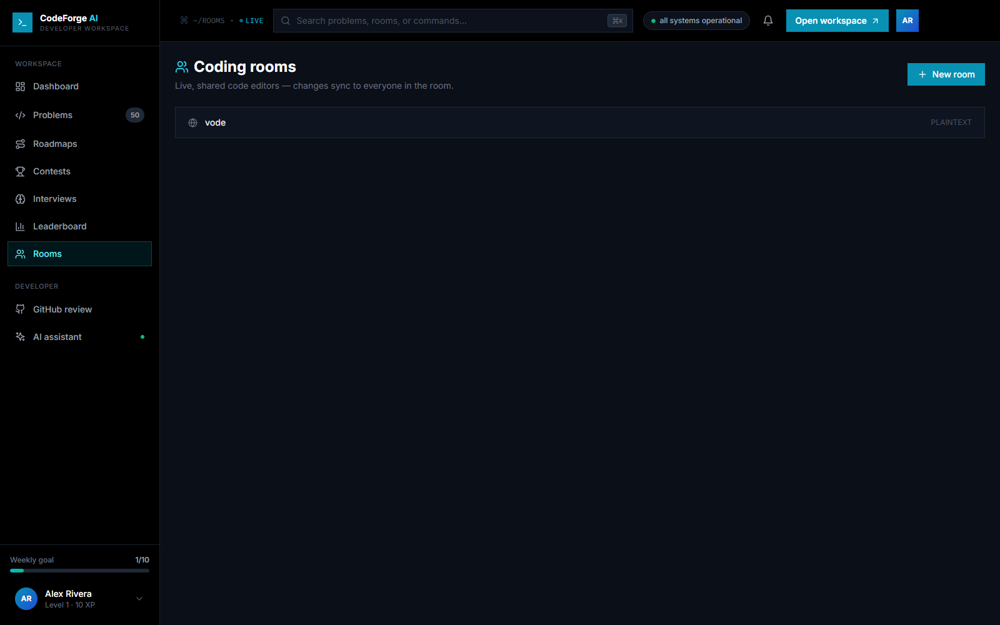 CodeForge AI
DEVELOPER WORKSPACE
⌘ ~/ROOMS • LIVE
Search problems, rooms, or commands...
⌘K
all systems operational
Open workspace
AR
WORKSPACE
Dashboard
Problems 50
Roadmaps
Contests
Interviews
Leaderboard
Rooms
DEVELOPER
GitHub review
AI assistant
Coding rooms
Live, shared code editors — changes sync to everyone in the room.
New room
vode
PLAINTEXT
Weekly goal 1/10
AR
Alex Rivera
Level 1 · 10 XP